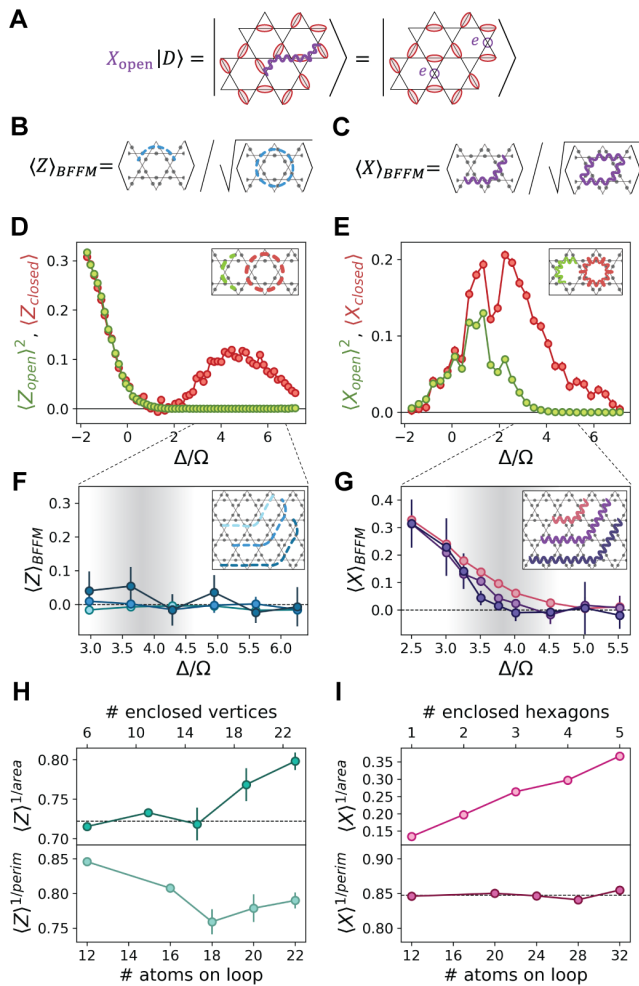 A
X_open |D⟩ = | ⟩ = | e e ⟩
B
⟨Z⟩_BFFM = ⟨ ⟩ / √⟨ ⟩
C
⟨X⟩_BFFM = ⟨ ⟩ / √⟨ ⟩
D
⟨Z_open⟩², ⟨Z_closed⟩
0.3
0.2
0.1
0.0
−2 0 2 4 6
Δ/Ω
E
⟨X_open⟩², ⟨X_closed⟩
0.2
0.1
0.0
−2 0 2 4 6
Δ/Ω
F
⟨Z⟩_BFFM
0.3
0.2
0.1
0.0
3.0 3.5 4.0 4.5 5.0 5.5 6.0
Δ/Ω
G
⟨X⟩_BFFM
0.4
0.3
0.2
0.1
0.0
2.5 3.0 3.5 4.0 4.5 5.0 5.5
Δ/Ω
H
# enclosed vertices
6 10 13 16 22
⟨Z⟩^1/area
0.80
0.75
0.70
⟨Z⟩^1/perim
0.85
0.80
0.75
12 14 16 18 20 22
# atoms on loop
I
# enclosed hexagons
1 2 3 4 5
⟨X⟩^1/area
0.35
0.30
0.25
0.20
0.15
⟨X⟩^1/perim
0.90
0.85
0.80
12 16 20 24 28 32
# atoms on loop